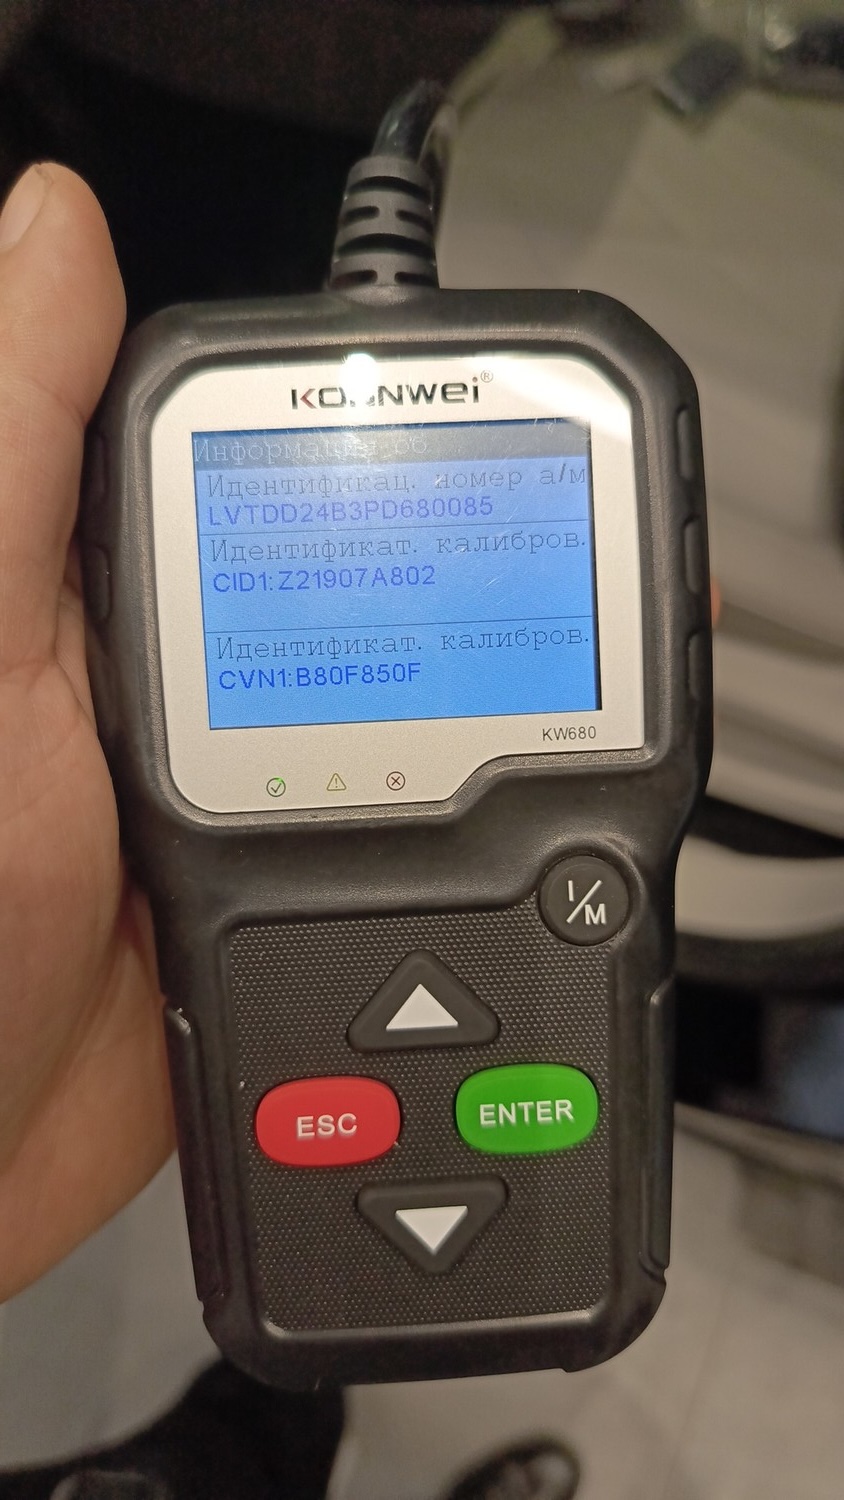 KONNWEI®
Информация об
Идентификац. номер а/м
LVTDD24B3PD680085
Идентификат. калибров.
CID1:Z21907A802
Идентификат. калибров.
CVN1:B80F850F
KW680
I/M
ESC
ENTER